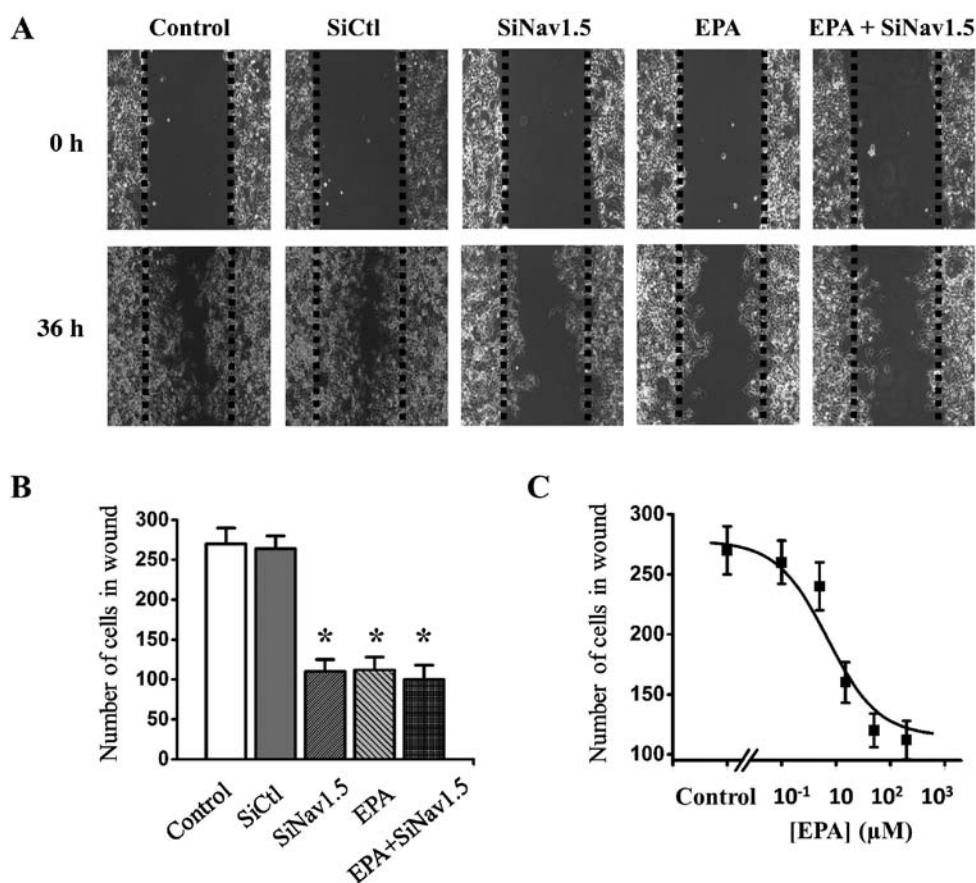 A
Control SiCtl SiNav1.5 EPA EPA + SiNav1.5
0 h
36 h
B
Number of cells in wound
300
250
200
150
100
50
0
* * *
Control SiCtl SiNav1.5 EPA EPA+SiNav1.5
C
Number of cells in wound
300
250
200
150
100
Control 10⁻¹ 10 10² 10³
[EPA] (µM)